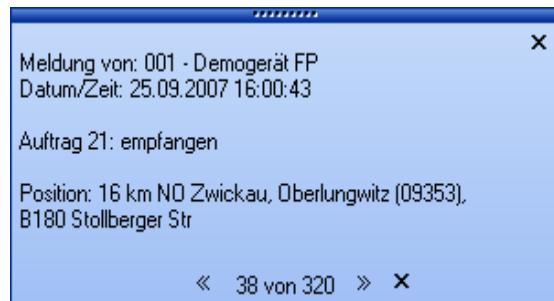 Meldung von: 001 - Demogerät FP
Datum/Zeit: 25.09.2007 16:00:43
Auftrag 21: empfangen
Position: 16 km NO Zwickau, Oberlungwitz (09353),
B180 Stollberger Str
« 38 von 320 » ×